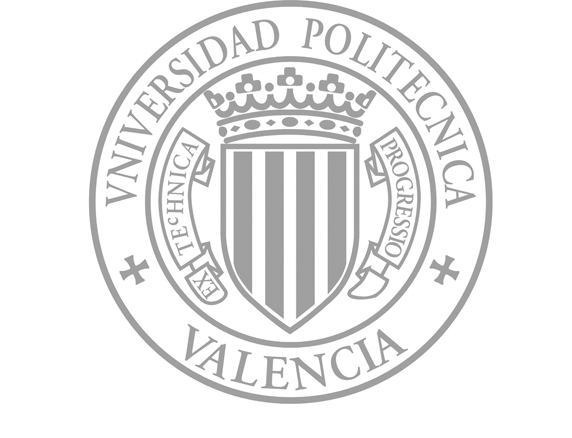 VNIVERSIDAD POLITECNICA
VALENCIA
EX TECHNICA
PROGRESSIO